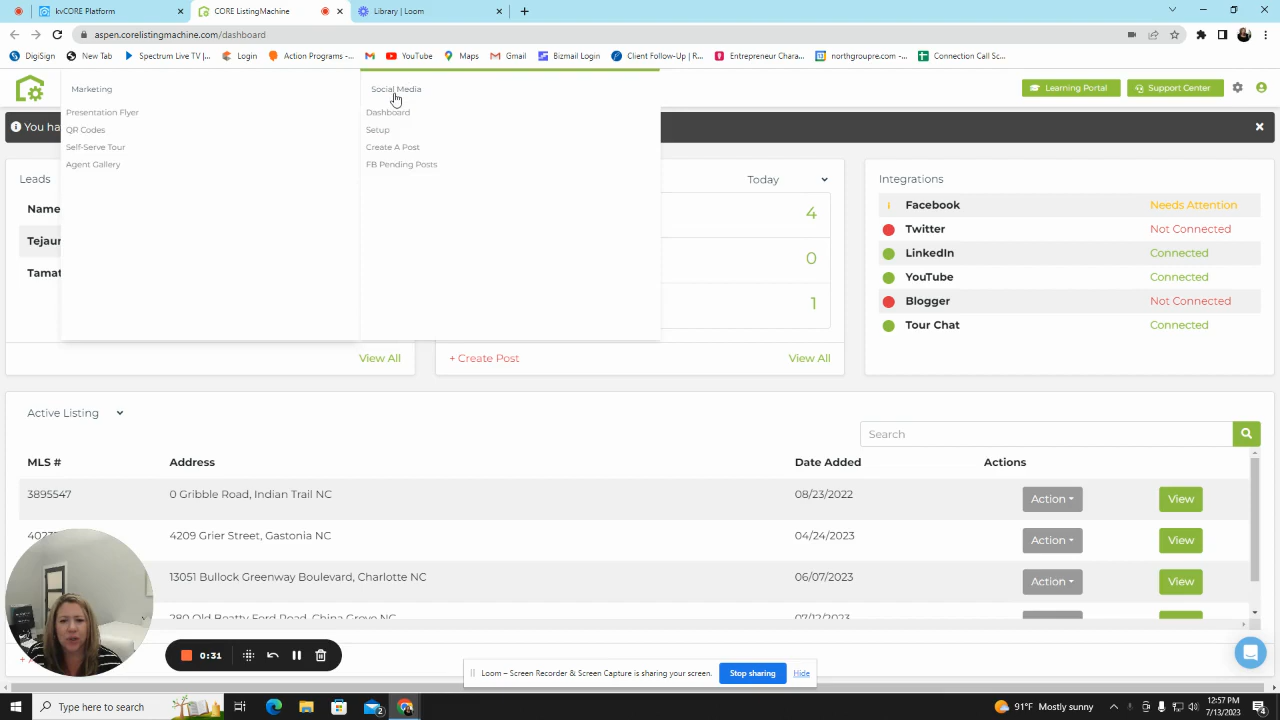 kvCORE Platform
CORE ListingMachine
Library | Loom
aspen.corelistingmachine.com/dashboard
DigiSign
New Tab
Spectrum Live TV |...
Login
Action Programs -...
YouTube
Maps
Gmail
Bizmail Login
Client Follow-Up | R...
Entrepreneur Chara...
northgroupre.com -...
Connection Call Sc...
Marketing
Social Media
Learning Portal
Support Center
Presentation Flyer
QR Codes
Self-Serve Tour
Agent Gallery
Dashboard
Setup
Create A Post
FB Pending Posts
You ha
Leads
Name
Tejaur
Tamat
View All
Today
4
0
1
+ Create Post
View All
Integrations
Facebook Needs Attention
Twitter Not Connected
LinkedIn Connected
YouTube Connected
Blogger Not Connected
Tour Chat Connected
Active Listing
Search
MLS # Address Date Added Actions
3895547 0 Gribble Road, Indian Trail NC 08/23/2022 Action View
4209 Grier Street, Gastonia NC 04/24/2023 Action View
13051 Bullock Greenway Boulevard, Charlotte NC 06/07/2023 Action View
280 Old Beatty Ford Road, China Grove NC 07/12/2023
0:31
Loom – Screen Recorder & Screen Capture is sharing your screen.
Stop sharing
Hide
Type here to search
2
91°F Mostly sunny
12:57 PM
7/13/2023
4